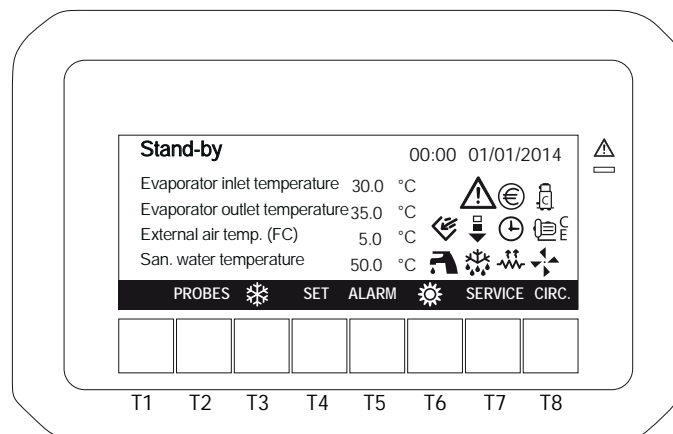 Stand-by 00:00 01/01/2014
Evaporator inlet temperature 30.0 °C
Evaporator outlet temperature 35.0 °C
External air temp. (FC) 5.0 °C
San. water temperature 50.0 °C
€
C
C
E
PROBES SET ALARM SERVICE CIRC.
T1 T2 T3 T4 T5 T6 T7 T8